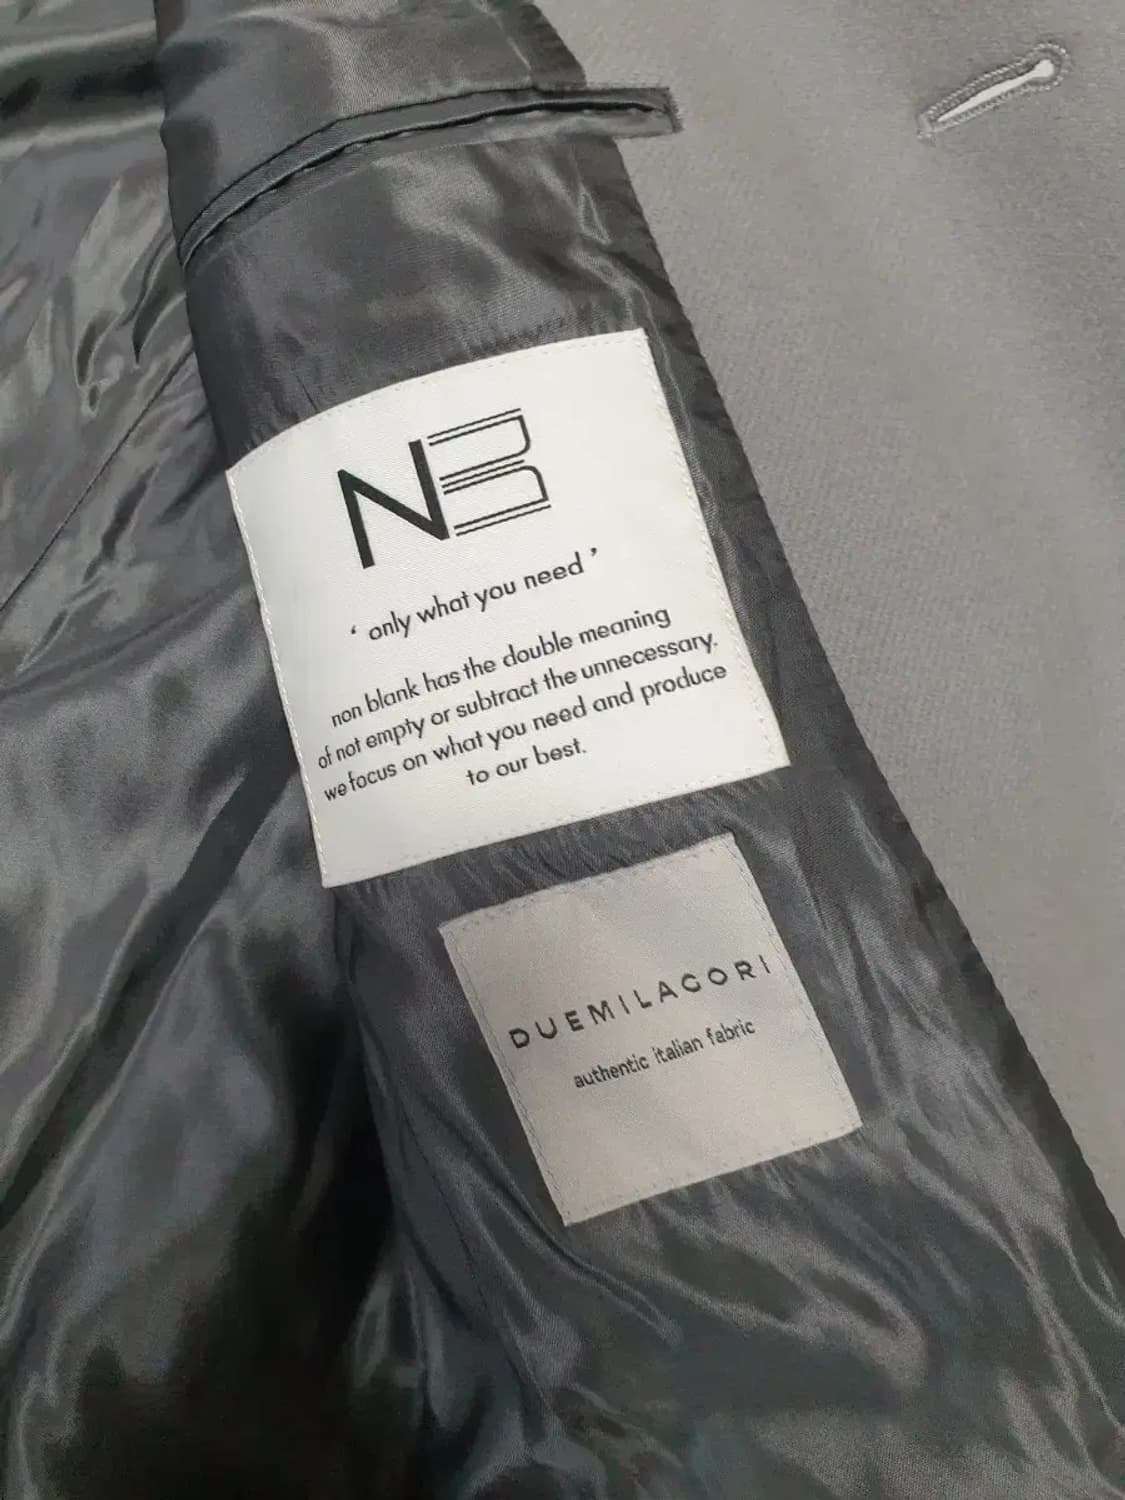 NB
‘ only what you need ’
non blank has the double meaning
of not empty or subtract the unnecessary.
we focus on what you need and produce
to our best.
DUEMILAGORI
authentic italian fabric